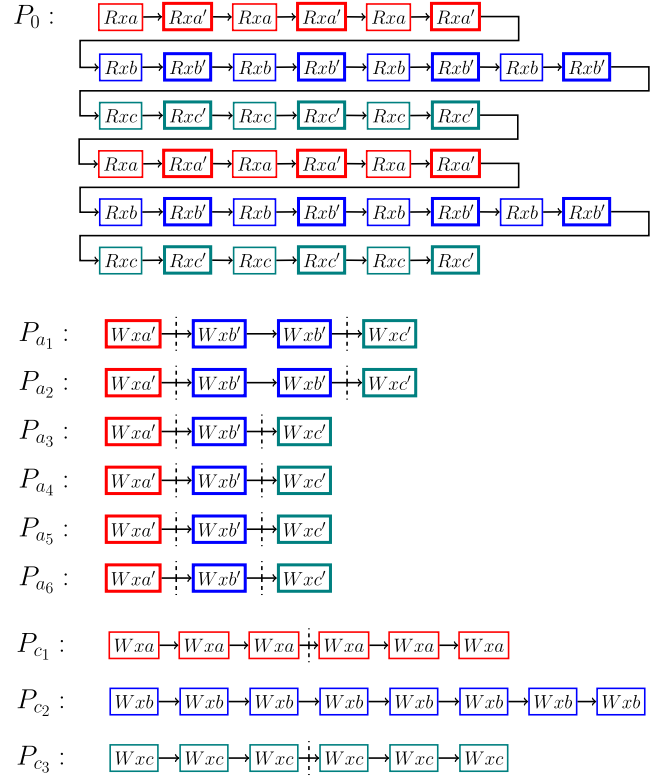 P₀ : Rxa Rxa′ Rxa Rxa′ Rxa Rxa′
Rxb Rxb′ Rxb Rxb′ Rxb Rxb′ Rxb Rxb′
Rxc Rxc′ Rxc Rxc′ Rxc Rxc′
Rxa Rxa′ Rxa Rxa′ Rxa Rxa′
Rxb Rxb′ Rxb Rxb′ Rxb Rxb′ Rxb Rxb′
Rxc Rxc′ Rxc Rxc′ Rxc Rxc′
Pa₁ : Wxa′ Wxb′ Wxb′ Wxc′
Pa₂ : Wxa′ Wxb′ Wxb′ Wxc′
Pa₃ : Wxa′ Wxb′ Wxc′
Pa₄ : Wxa′ Wxb′ Wxc′
Pa₅ : Wxa′ Wxb′ Wxc′
Pa₆ : Wxa′ Wxb′ Wxc′
Pc₁ : Wxa Wxa Wxa Wxa Wxa Wxa
Pc₂ : Wxb Wxb Wxb Wxb Wxb Wxb Wxb Wxb
Pc₃ : Wxc Wxc Wxc Wxc Wxc Wxc